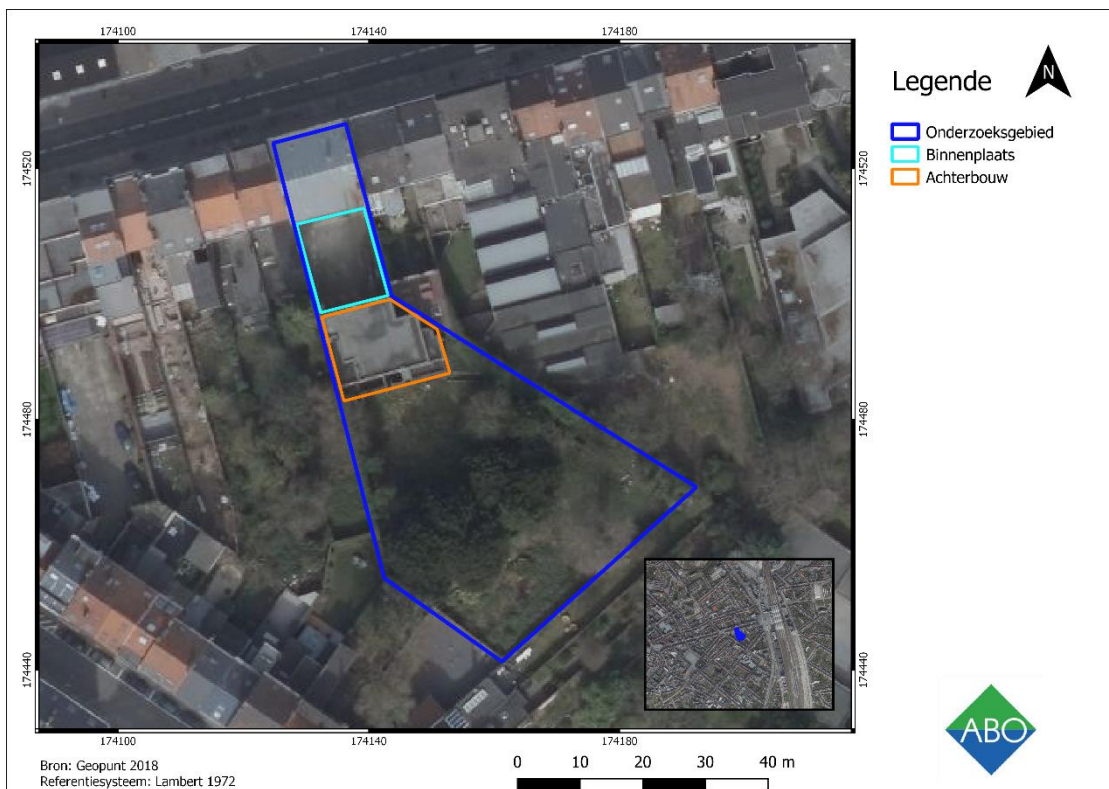 174100 174140 174180
174520 174520
174480 174480
174440 174440
174100 174140 174180
Legende
N
Onderzoeksgebied
Binnenplaats
Achterbouw
ABO
Bron: Geopunt 2018
Referentiesysteem: Lambert 1972
0 10 20 30 40 m